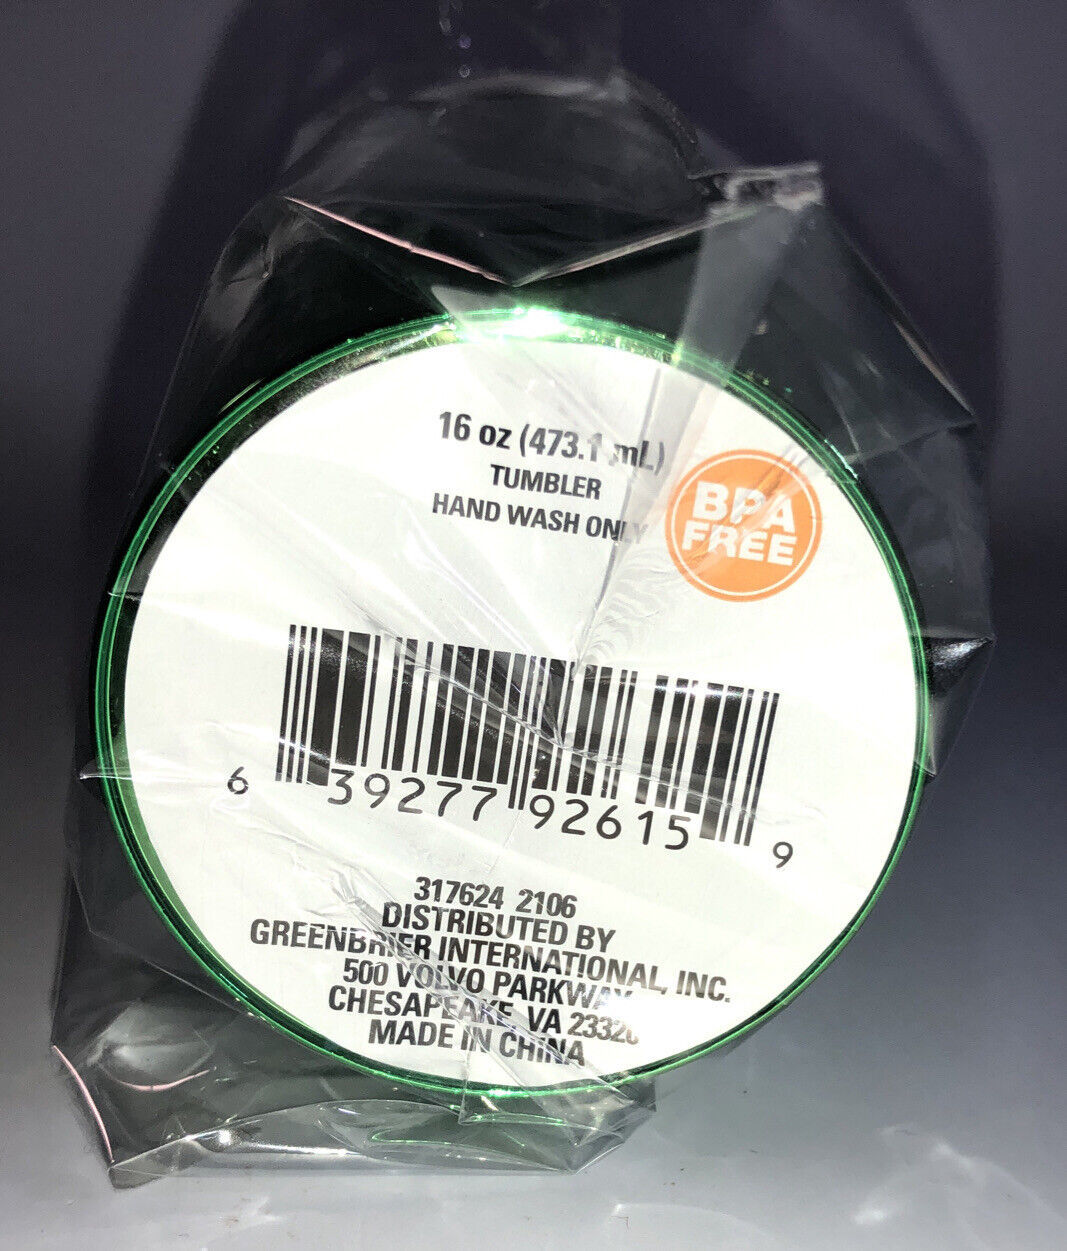 16 oz (473.1 mL)
TUMBLER
HAND WASH ONLY
BPA
FREE
6 39277 92615 9
317624 2106
DISTRIBUTED BY
GREENBRIER INTERNATIONAL, INC.
500 VOLVO PARKWAY
CHESAPEAKE, VA 23320
MADE IN CHINA